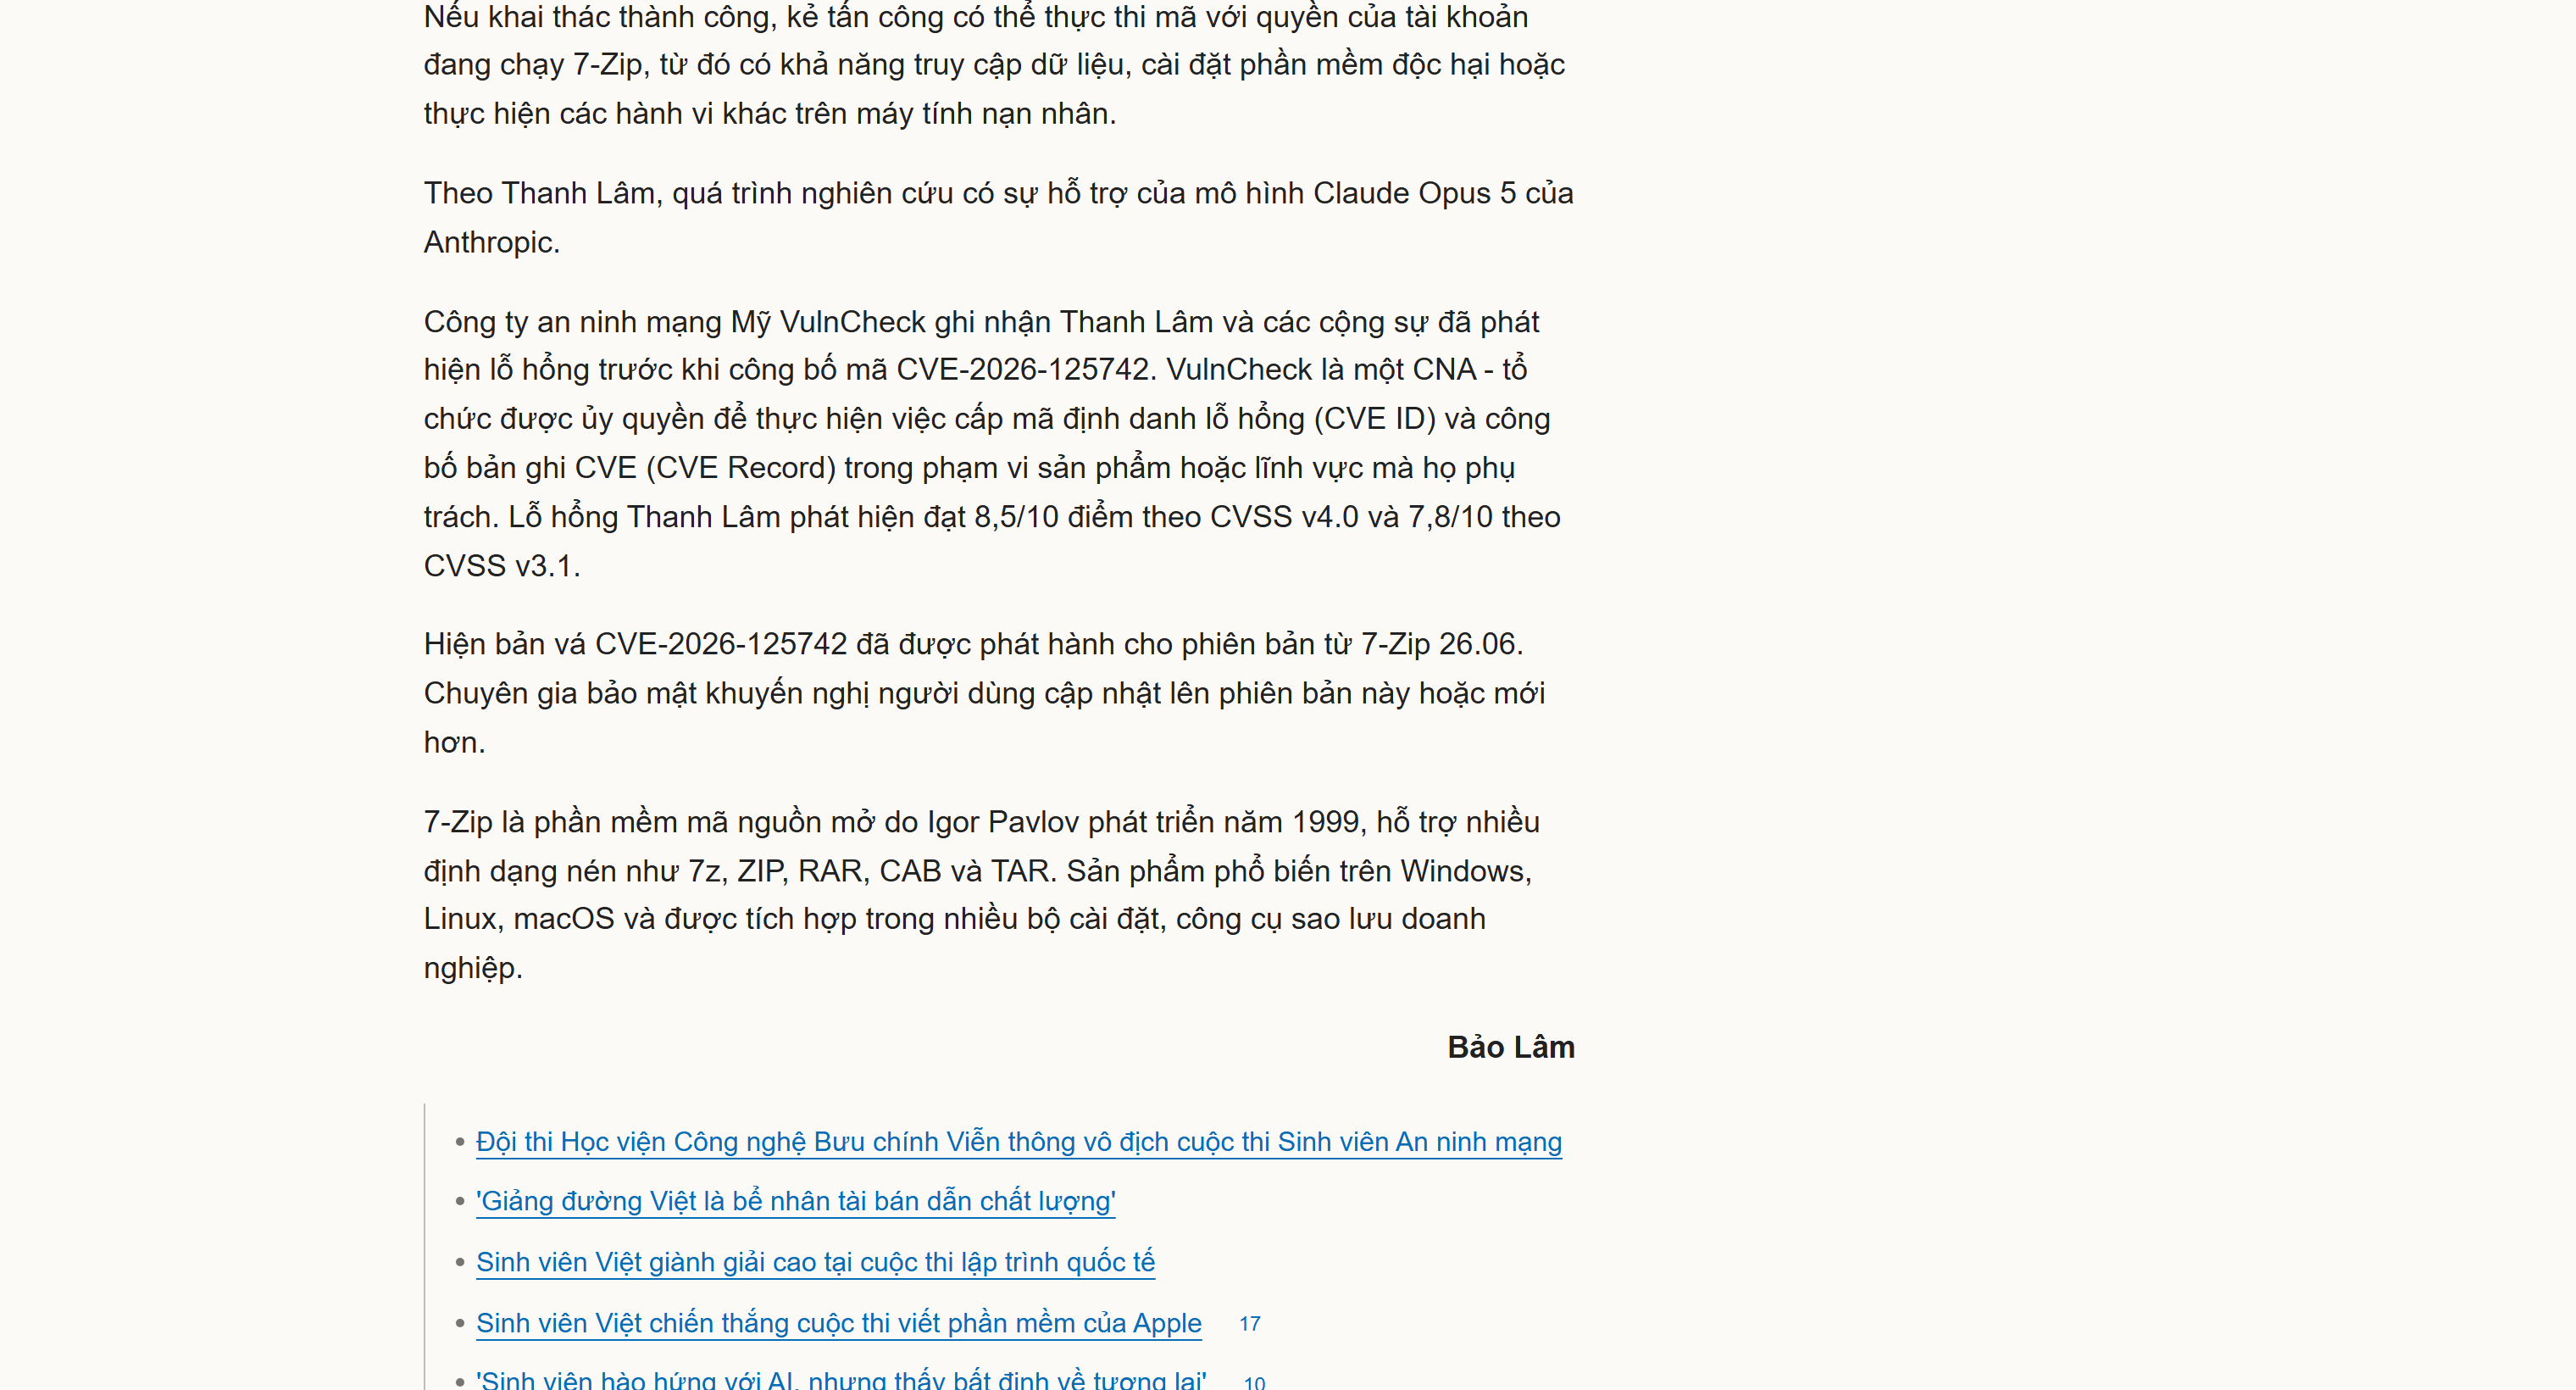 Nếu khai thác thành công, kẻ tấn công có thể thực thi mã với quyền của tài khoản
đang chạy 7-Zip, từ đó có khả năng truy cập dữ liệu, cài đặt phần mềm độc hại hoặc
thực hiện các hành vi khác trên máy tính nạn nhân.
Theo Thanh Lâm, quá trình nghiên cứu có sự hỗ trợ của mô hình Claude Opus 5 của
Anthropic.
Công ty an ninh mạng Mỹ VulnCheck ghi nhận Thanh Lâm và các cộng sự đã phát
hiện lỗ hổng trước khi công bố mã CVE-2026-125742. VulnCheck là một CNA - tổ
chức được ủy quyền để thực hiện việc cấp mã định danh lỗ hổng (CVE ID) và công
bố bản ghi CVE (CVE Record) trong phạm vi sản phẩm hoặc lĩnh vực mà họ phụ
trách. Lỗ hổng Thanh Lâm phát hiện đạt 8,5/10 điểm theo CVSS v4.0 và 7,8/10 theo
CVSS v3.1.
Hiện bản vá CVE-2026-125742 đã được phát hành cho phiên bản từ 7-Zip 26.06.
Chuyên gia bảo mật khuyến nghị người dùng cập nhật lên phiên bản này hoặc mới
hơn.
7-Zip là phần mềm mã nguồn mở do Igor Pavlov phát triển năm 1999, hỗ trợ nhiều
định dạng nén như 7z, ZIP, RAR, CAB và TAR. Sản phẩm phổ biến trên Windows,
Linux, macOS và được tích hợp trong nhiều bộ cài đặt, công cụ sao lưu doanh
nghiệp.
Bảo Lâm
Đội thi Học viện Công nghệ Bưu chính Viễn thông vô địch cuộc thi Sinh viên An ninh mạng
'Giảng đường Việt là bể nhân tài bán dẫn chất lượng'
Sinh viên Việt giành giải cao tại cuộc thi lập trình quốc tế
Sinh viên Việt chiến thắng cuộc thi viết phần mềm của Apple 17
'Sinh viên hào hứng với AI, nhưng thấy bất định về tương lai' 10